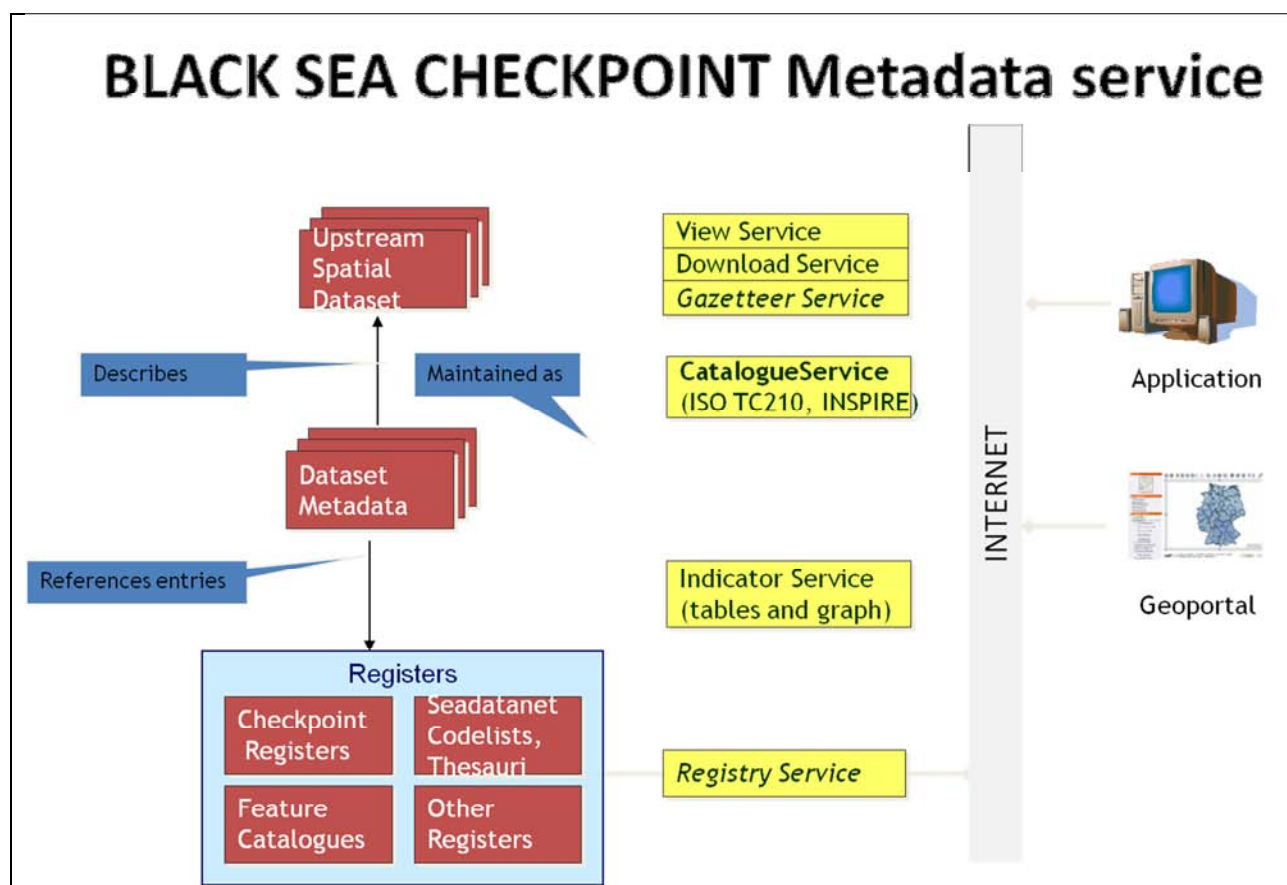 BLACK SEA CHECKPOINT Metadata service
Upstream
Spatial
Dataset
Describes
Maintained as
Dataset
Metadata
References entries
Registers
Checkpoint
Registers
Seadatanet
Codelists,
Thesauri
Feature
Catalogues
Other
Registers
View Service
Download Service
Gazetteer Service
CatalogueService
(ISO TC210, INSPIRE)
Indicator Service
(tables and graph)
Registry Service
INTERNET
Application
Geoportal